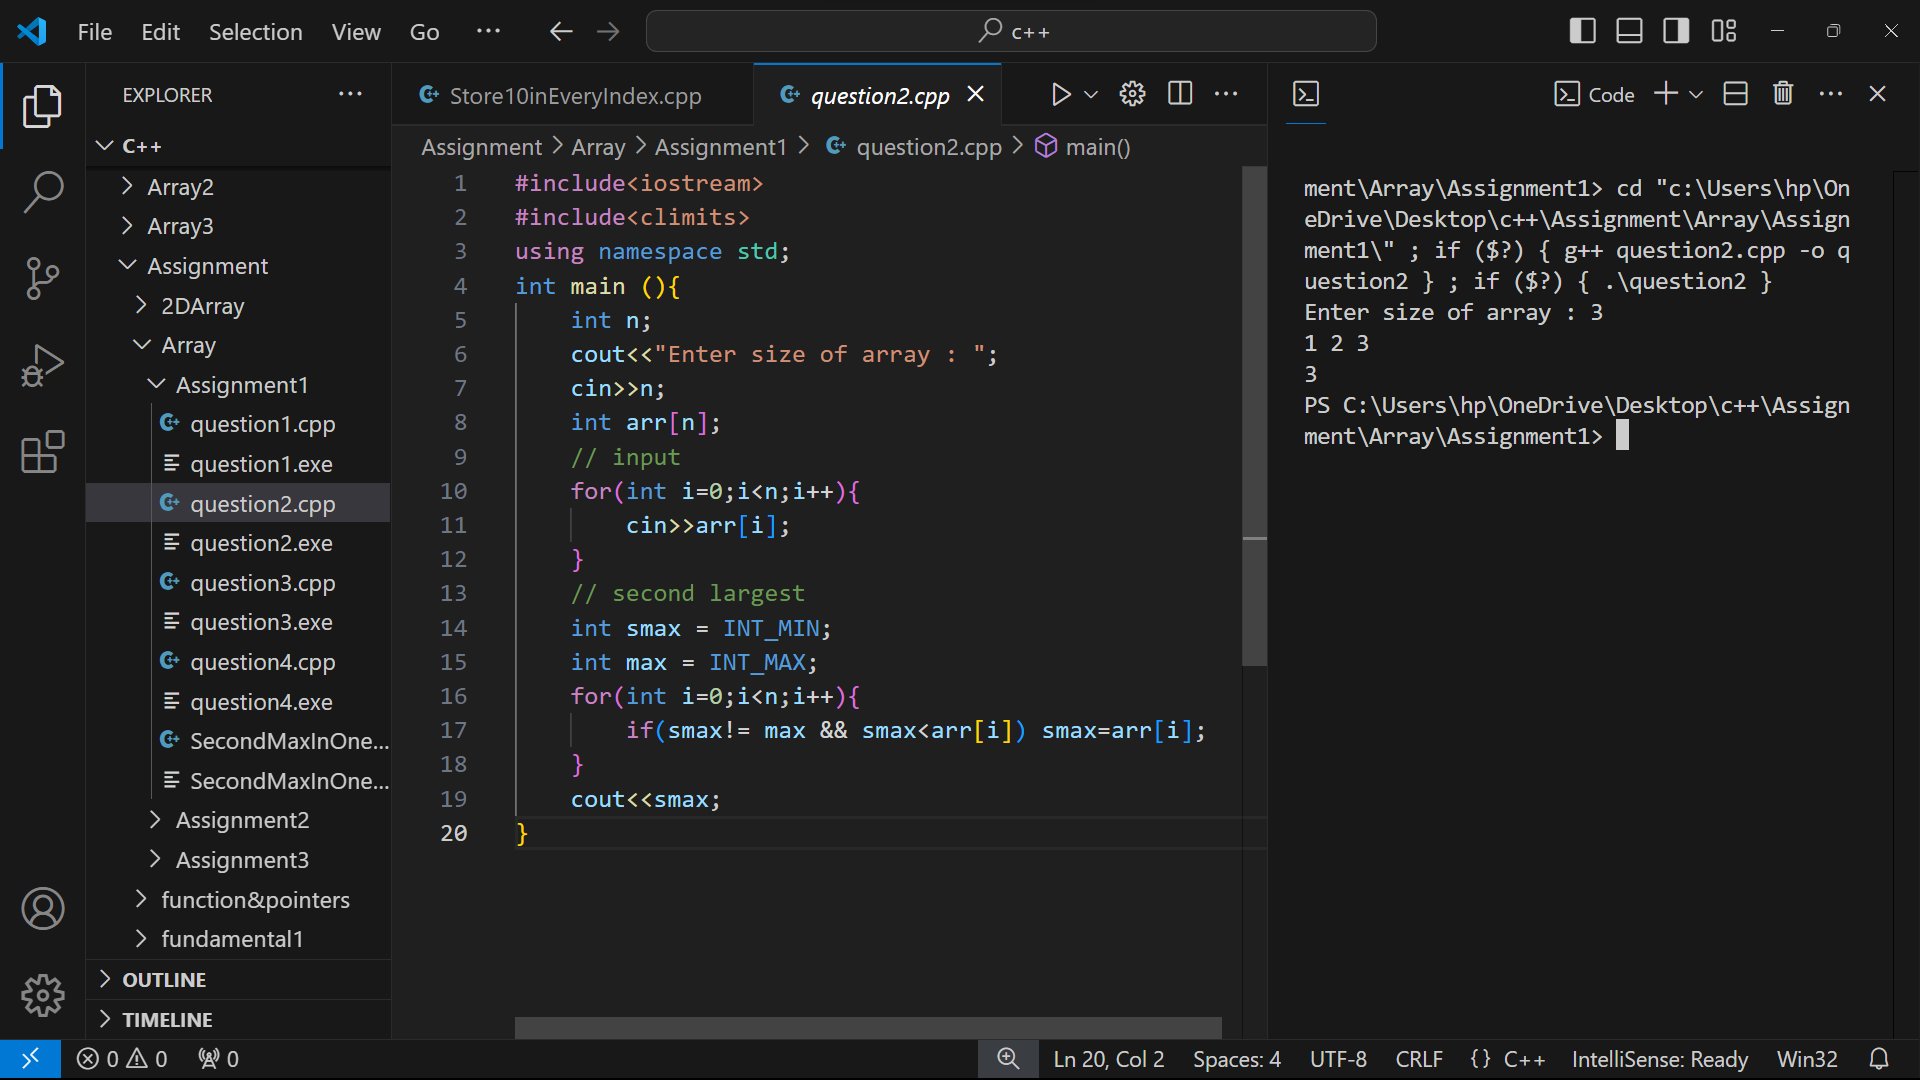 File Edit Selection View Go ··· c++
EXPLORER ···
C++
Array2
Array3
Assignment
2DArray
Array
Assignment1
question1.cpp
question1.exe
question2.cpp
question2.exe
question3.cpp
question3.exe
question4.cpp
question4.exe
SecondMaxInOne...
SecondMaxInOne...
Assignment2
Assignment3
function&pointers
fundamental1
OUTLINE
TIMELINE
Store10inEveryIndex.cpp question2.cpp
Assignment > Array > Assignment1 > question2.cpp > main()
1 #include<iostream>
2 #include<climits>
3 using namespace std;
4 int main (){
5 int n;
6 cout<<"Enter size of array : ";
7 cin>>n;
8 int arr[n];
9 // input
10 for(int i=0;i<n;i++){
11 cin>>arr[i];
12 }
13 // second largest
14 int smax = INT_MIN;
15 int max = INT_MAX;
16 for(int i=0;i<n;i++){
17 if(smax!= max && smax<arr[i]) smax=arr[i];
18 }
19 cout<<smax;
20 }
Code
ment\Array\Assignment1> cd "c:\Users\hp\On
eDrive\Desktop\c++\Assignment\Array\Assign
ment1\" ; if ($?) { g++ question2.cpp -o q
uestion2 } ; if ($?) { .\question2 }
Enter size of array : 3
1 2 3
3
PS C:\Users\hp\OneDrive\Desktop\c++\Assign
ment\Array\Assignment1>
0 0 0 Ln 20, Col 2 Spaces: 4 UTF-8 CRLF {} C++ IntelliSense: Ready Win32